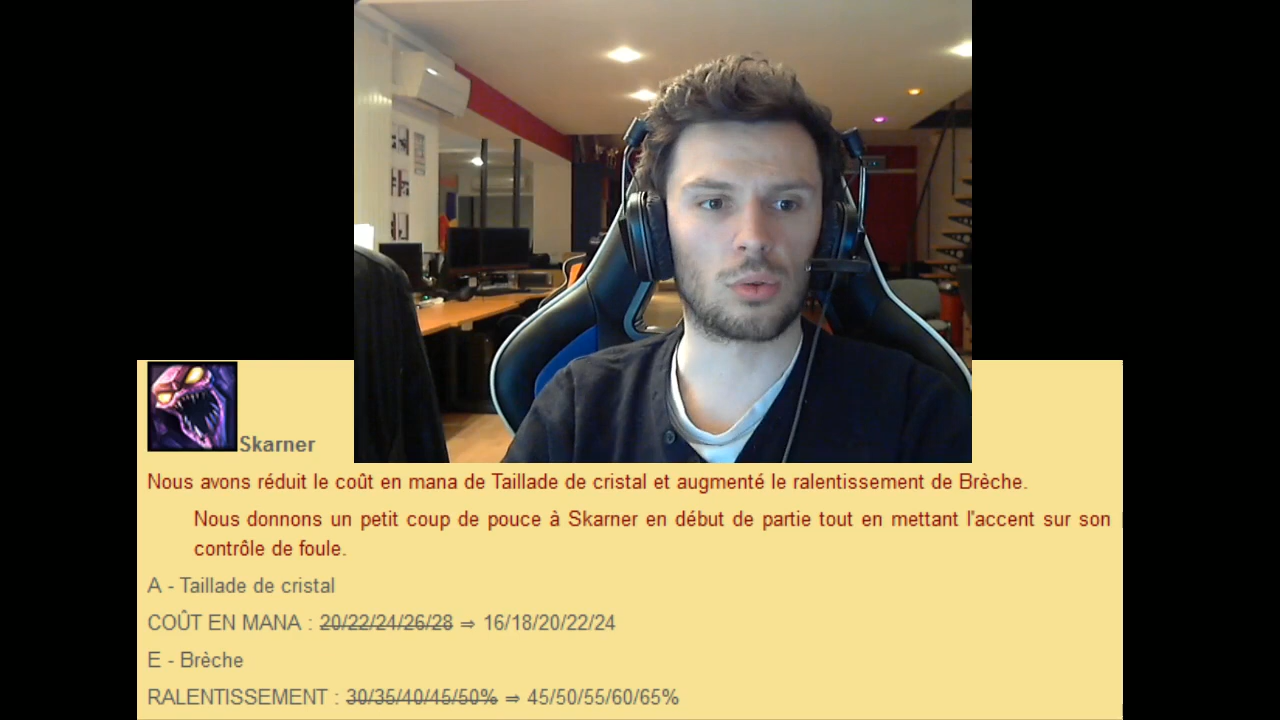 Skarner
Nous avons réduit le coût en mana de Taillade de cristal et augmenté le ralentissement de Brèche.
Nous donnons un petit coup de pouce à Skarner en début de partie tout en mettant l'accent sur son
contrôle de foule.
A - Taillade de cristal
COÛT EN MANA : 20/22/24/26/28 ⇒ 16/18/20/22/24
E - Brèche
RALENTISSEMENT : 30/35/40/45/50% ⇒ 45/50/55/60/65%